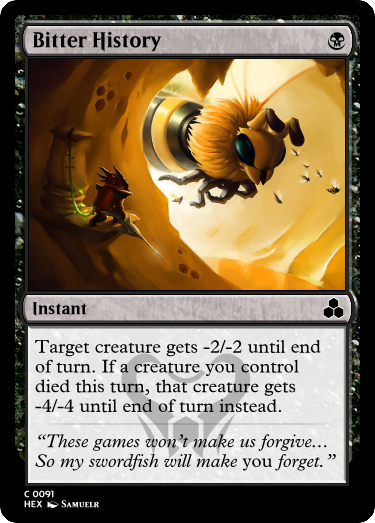 Bitter History
Instant
Target creature gets -2/-2 until end
of turn. If a creature you control
died this turn, that creature gets
-4/-4 until end of turn instead.
“These games won’t make us forgive…
So my swordfish will make you forget.”
C 0091
HEX Samuelr